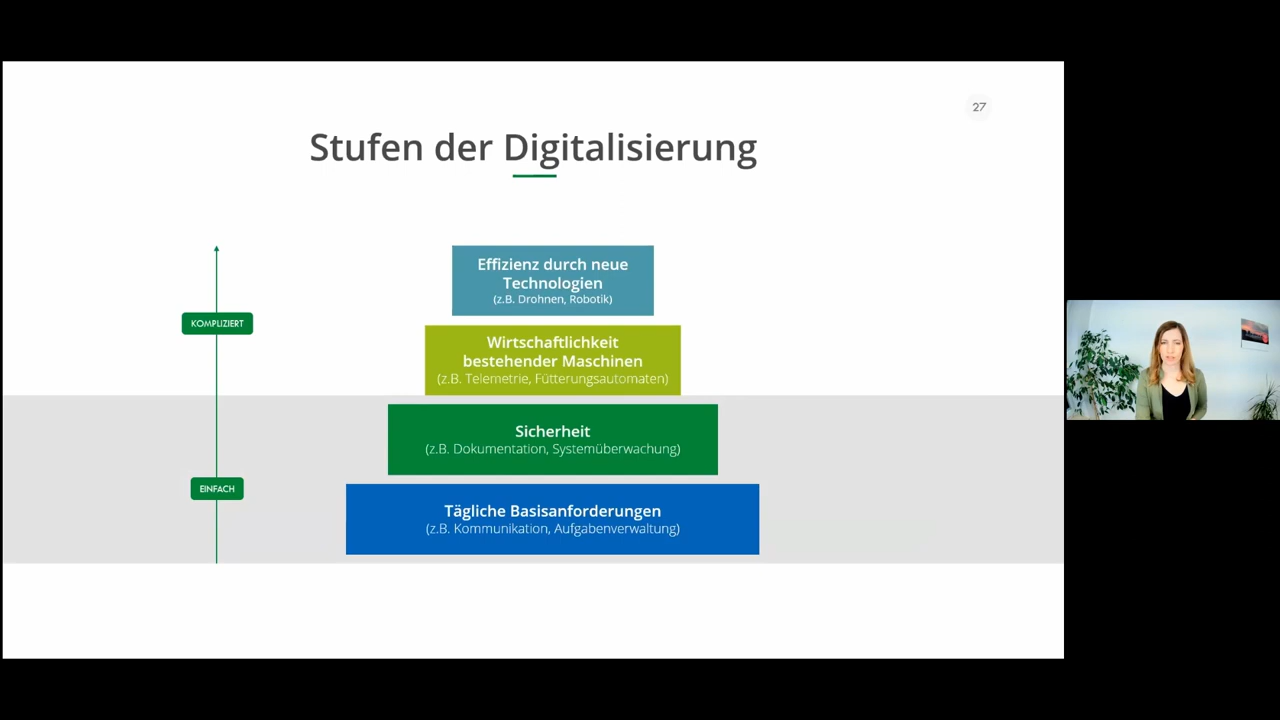 27
Stufen der Digitalisierung
Effizienz durch neue
Technologien
(z.B. Drohnen, Robotik)
KOMPLIZIERT
Wirtschaftlichkeit
bestehender Maschinen
(z.B. Telemetrie, Fütterungsautomaten)
Sicherheit
(z.B. Dokumentation, Systemüberwachung)
EINFACH
Tägliche Basisanforderungen
(z.B. Kommunikation, Aufgabenverwaltung)